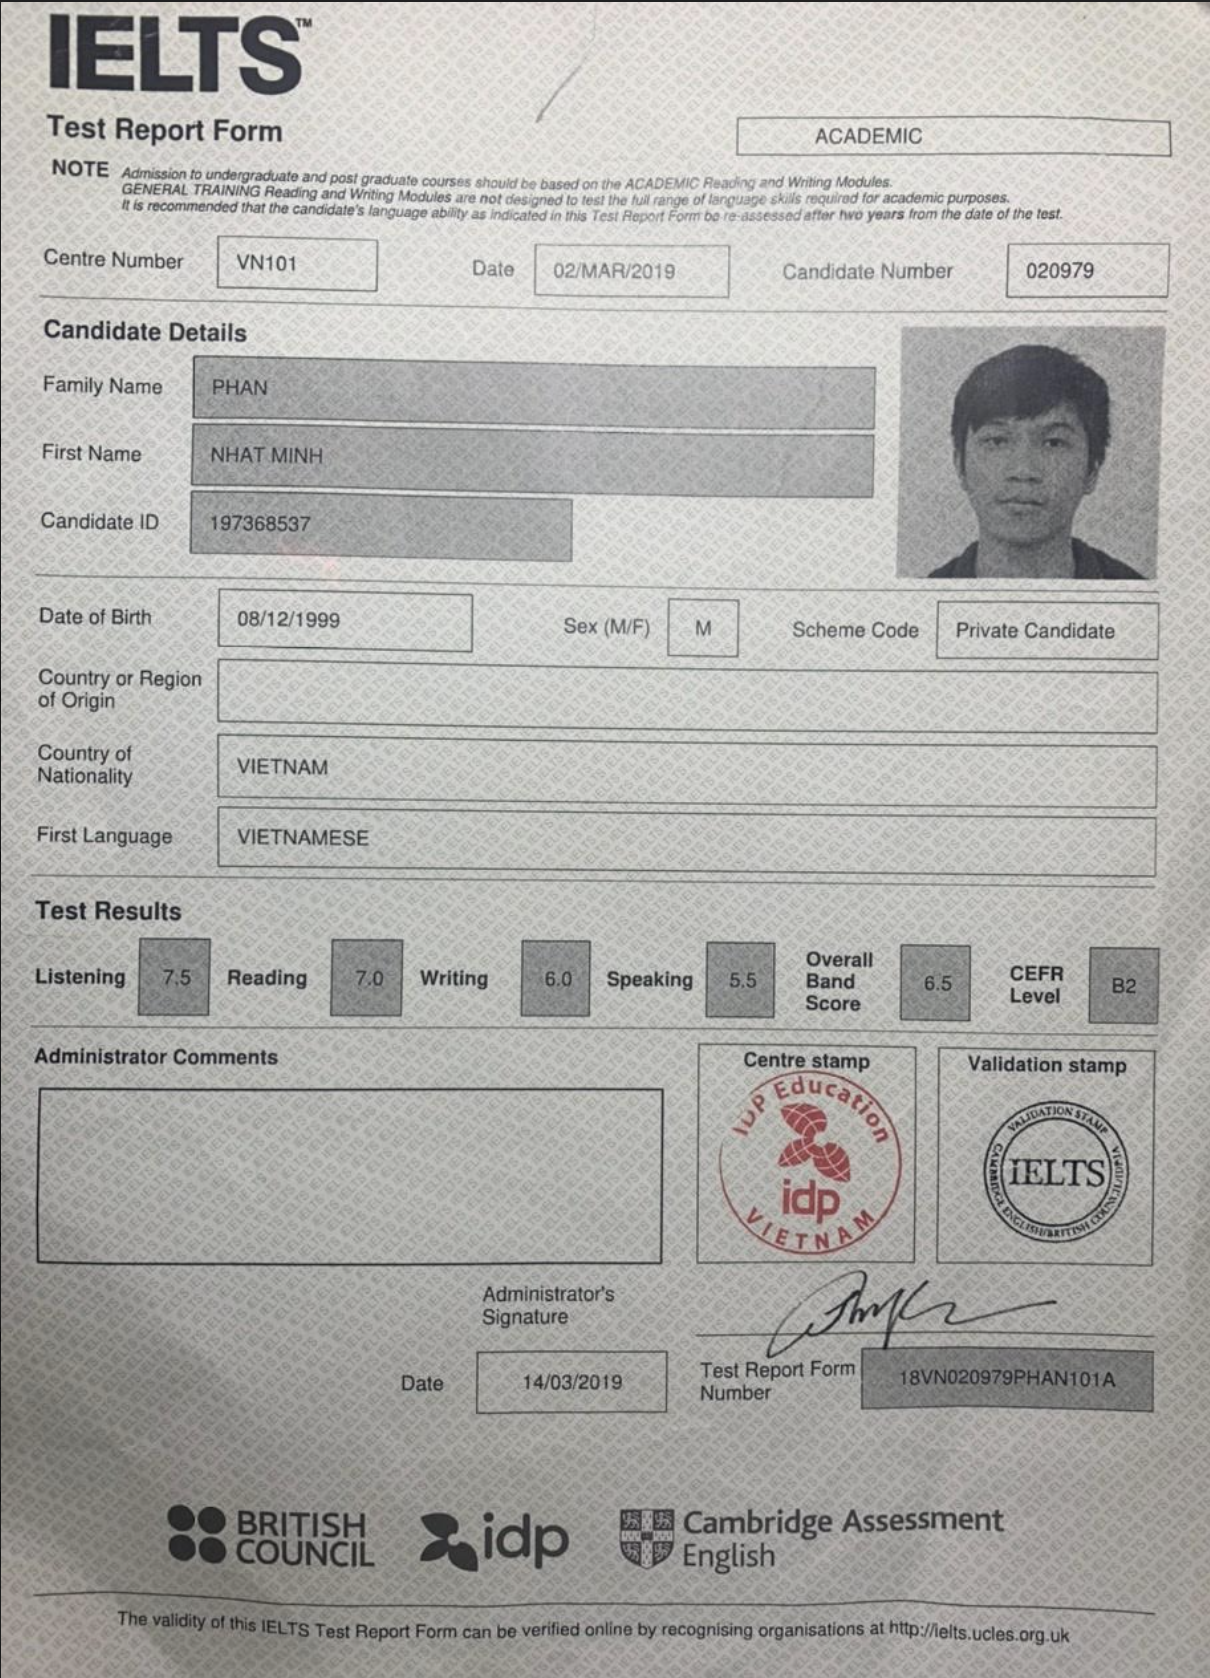 IELTS™
Test Report Form
ACADEMIC
NOTE Admission to undergraduate and post graduate courses should be based on the ACADEMIC Reading and Writing Modules.
GENERAL TRAINING Reading and Writing Modules are not designed to test the full range of language skills required for academic purposes.
It is recommended that the candidate's language ability as indicated in this Test Report Form be re-assessed after two years from the date of the test.
Centre Number VN101 Date 02/MAR/2019 Candidate Number 020979
Candidate Details
Family Name PHAN
First Name NHAT MINH
Candidate ID 197368537
Date of Birth 08/12/1999 Sex (M/F) M Scheme Code Private Candidate
Country or Region
of Origin
Country of
Nationality VIETNAM
First Language VIETNAMESE
Test Results
Listening 7.5 Reading 7.0 Writing 6.0 Speaking 5.5 Overall Band Score 6.5 CEFR Level B2
Administrator Comments
Centre stamp
IDP Education
idp
VIETNAM
Validation stamp
VALIDATION STAMP
IELTS
CAMBRIDGE ENGLISH/BRITISH COUNCIL
Administrator's
Signature
Date 14/03/2019
Test Report Form
Number 18VN020979PHAN101A
BRITISH
COUNCIL
idp
Cambridge Assessment
English
The validity of this IELTS Test Report Form can be verified online by recognising organisations at http://ielts.ucles.org.uk